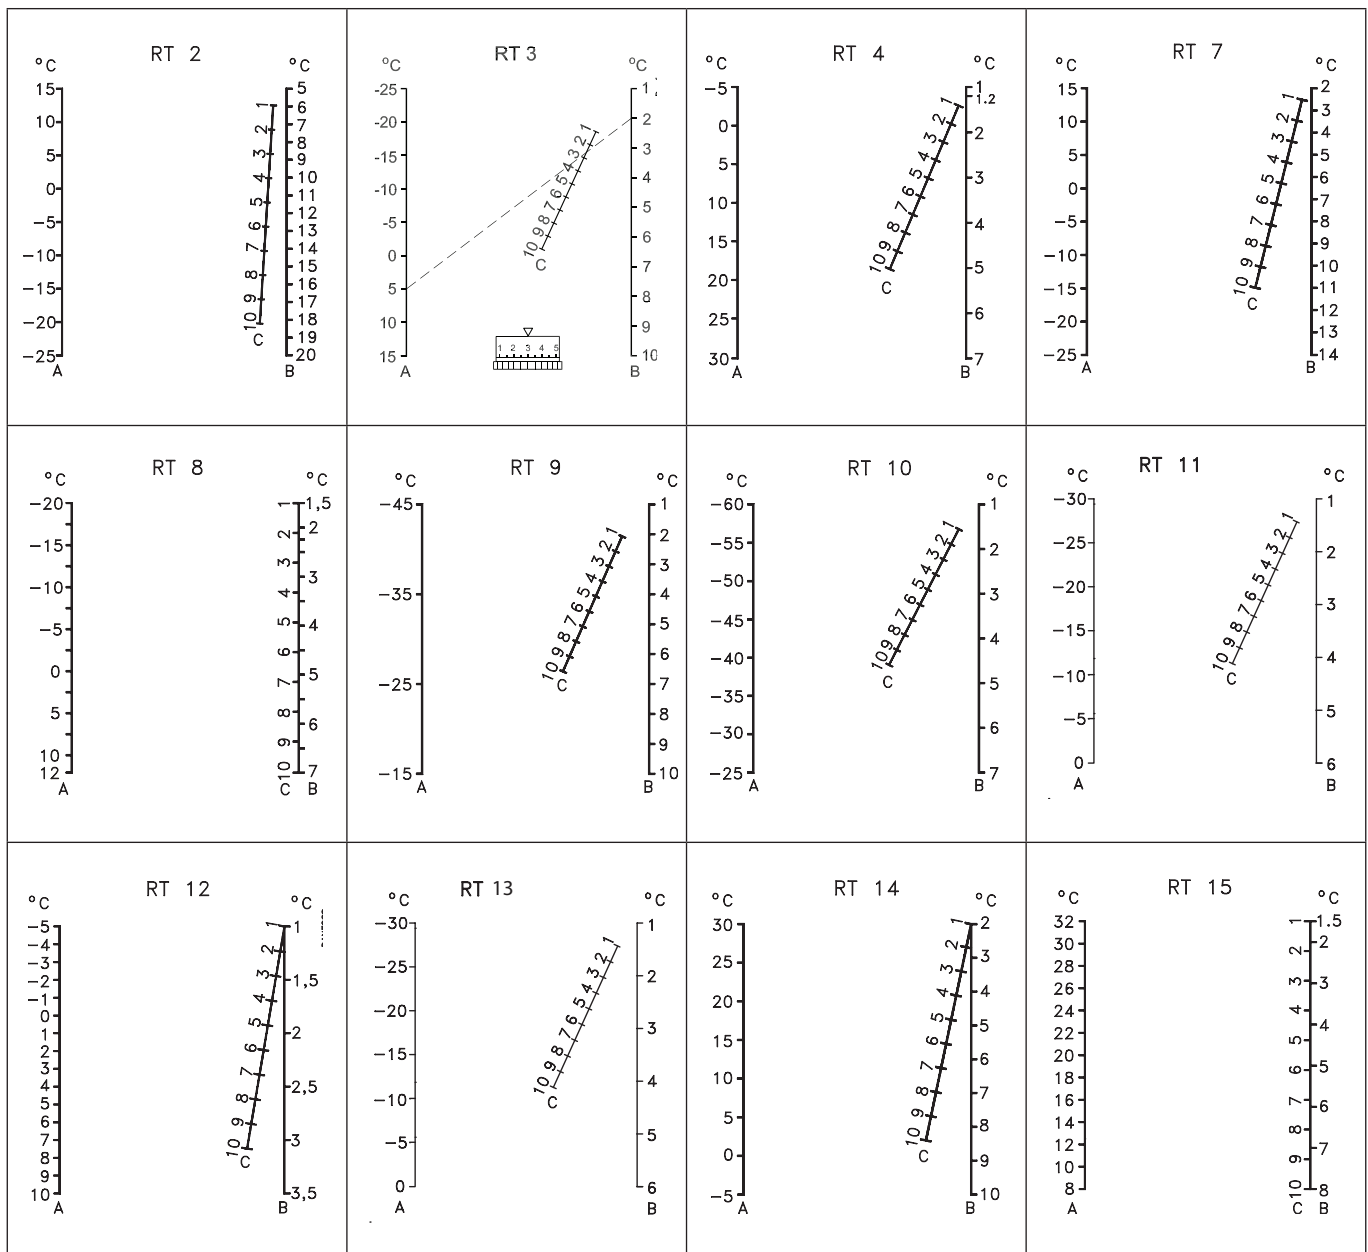 RT 2
°C °C
15 10 5 0 −5 −10 −15 −20 −25
A
1 2 3 4 5 6 7 8 9 10
C
5 6 7 8 9 10 11 12 13 14 15 16 17 18 19 20
B
RT 3
°C °C
-25 -20 -15 -10 -5 0 5 10 15
A
1 2 3 4 5 6 7 8 9 10
C
1 2 3 4 5 6 7 8 9 10
B
1 2 3 4 5
RT 4
°C °C
−5 0 5 10 15 20 25 30
A
1 2 3 4 5 6 7 8 9 10
C
1 1.2 2 3 4 5 6 7
B
RT 7
°C °C
15 10 5 0 −5 −10 −15 −20 −25
A
1 2 3 4 5 6 7 8 9 10
C
2 3 4 5 6 7 8 9 10 11 12 13 14
B
RT 8
°C °C
−20 −15 −10 −5 0 5 10 12
A
1 2 3 4 5 6 7 8 9 10
C
1,5 2 3 4 5 6 7
B
RT 9
°C °C
−45 −35 −25 −15
A
1 2 3 4 5 6 7 8 9 10
C
1 2 3 4 5 6 7 8 9 10
B
RT 10
°C °C
−60 −55 −50 −45 −40 −35 −30 −25
A
1 2 3 4 5 6 7 8 9 10
C
1 2 3 4 5 6 7
B
RT 11
°C °C
−30 −25 −20 −15 −10 −5 0
A
1 2 3 4 5 6 7 8 9 10
C
1 2 3 4 5 6
B
RT 12
°C °C
−5 −4 −3 −2 −1 0 1 2 3 4 5 6 7 8 9 10
A
1 2 3 4 5 6 7 8 9 10
C
1 1,5 2 2,5 3 3,5
B
RT 13
°C °C
−30 −25 −20 −15 −10 −5 0
A
1 2 3 4 5 6 7 8 9 10
C
1 2 3 4 5 6
B
RT 14
°C °C
30 25 20 15 10 5 0 −5
A
1 2 3 4 5 6 7 8 9 10
C
2 3 4 5 6 7 8 9 10
B
RT 15
°C °C
32 30 28 26 24 22 20 18 16 14 12 10 8
A
1 2 3 4 5 6 7 8 9 10
C
1.5 2 3 4 5 6 7 8
B